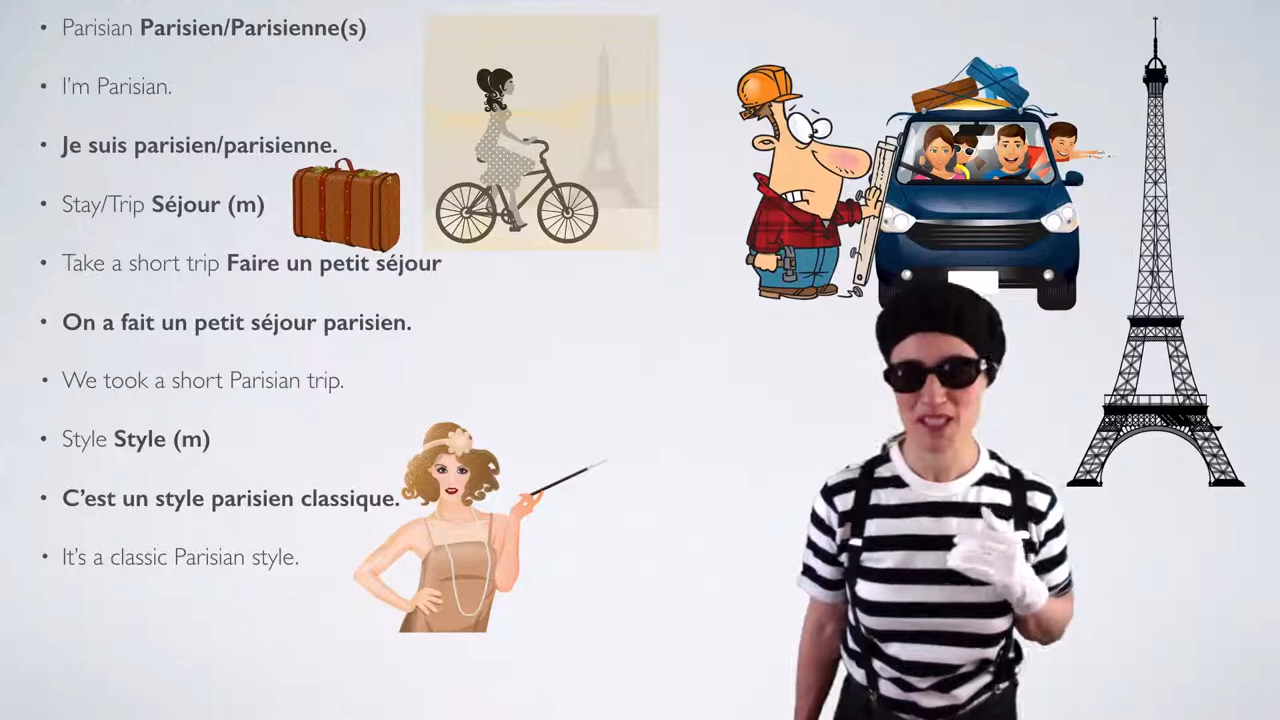 • Parisian Parisien/Parisienne(s)
• I'm Parisian.
• Je suis parisien/parisienne.
• Stay/Trip Séjour (m)
• Take a short trip Faire un petit séjour
• On a fait un petit séjour parisien.
• We took a short Parisian trip.
• Style Style (m)
• C'est un style parisien classique.
• It's a classic Parisian style.